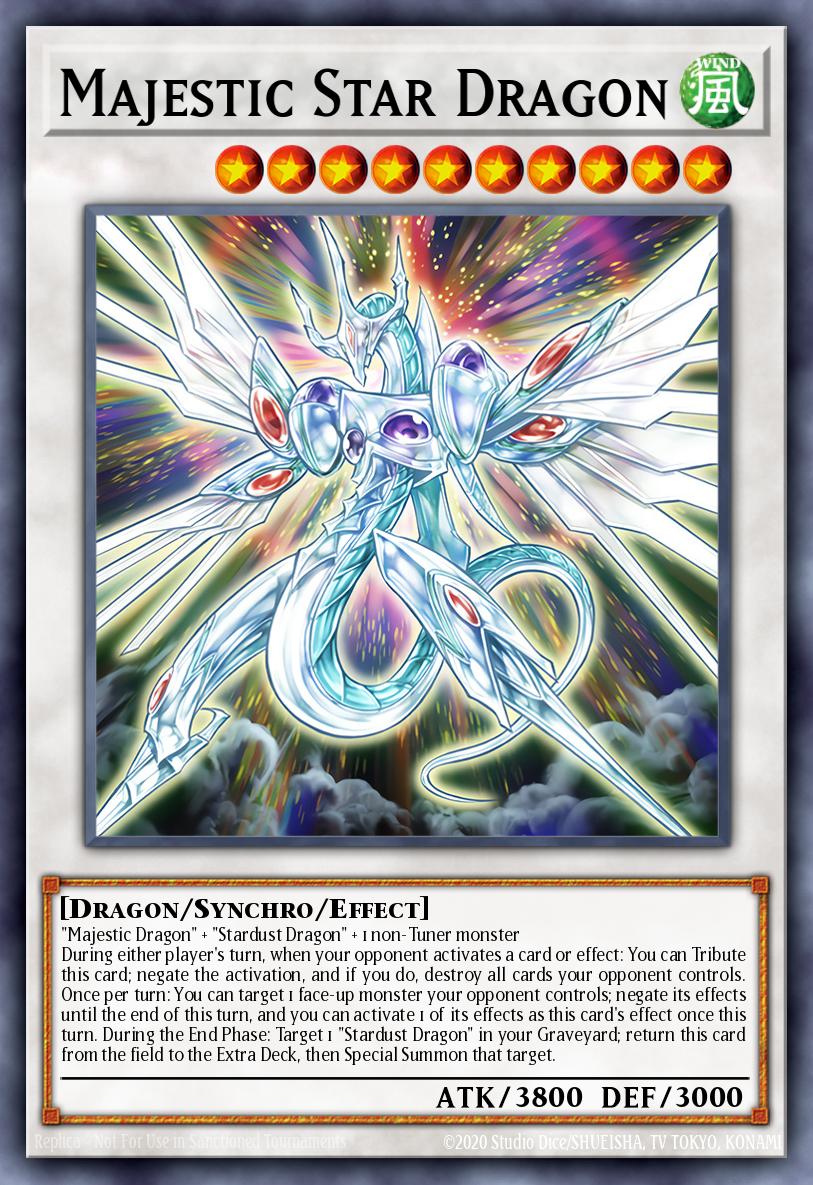 Majestic Star Dragon
WIND
風
[Dragon/Synchro/Effect]
"Majestic Dragon" + "Stardust Dragon" + 1 non-Tuner monster
During either player's turn, when your opponent activates a card or effect: You can Tribute
this card; negate the activation, and if you do, destroy all cards your opponent controls.
Once per turn: You can target 1 face-up monster your opponent controls; negate its effects
until the end of this turn, and you can activate 1 of its effects as this card's effect once this
turn. During the End Phase: Target 1 "Stardust Dragon" in your Graveyard; return this card
from the field to the Extra Deck, then Special Summon that target.
ATK/3800 DEF/3000
Replica - Not For Use in Sanctioned Tournaments
©2020 Studio Dice/SHUEISHA, TV TOKYO, KONAMI